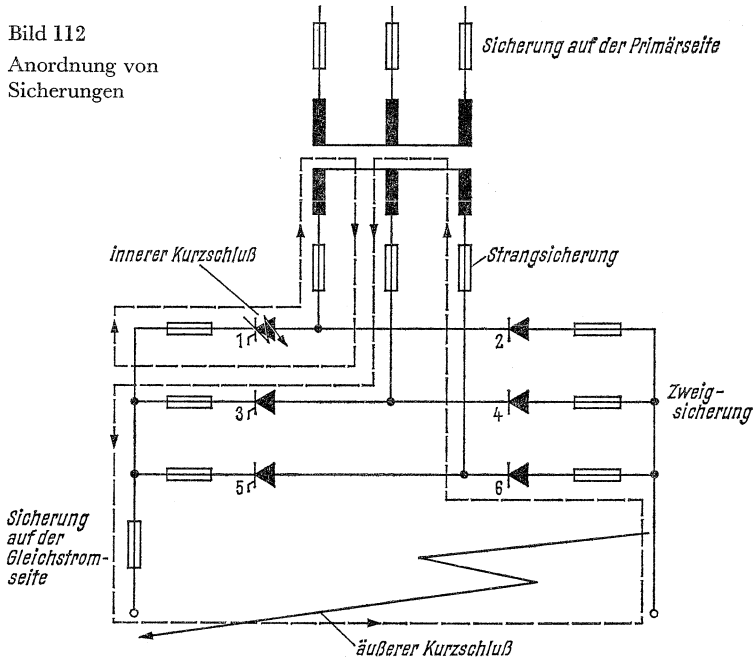 Bild 112
Anordnung von
Sicherungen
Sicherung auf der Primärseite
innerer Kurzschluß
Strangsicherung
1
2
3
4
Zweig-
sicherung
5
6
Sicherung
auf der
Gleichstrom-
seite
äußerer Kurzschluß